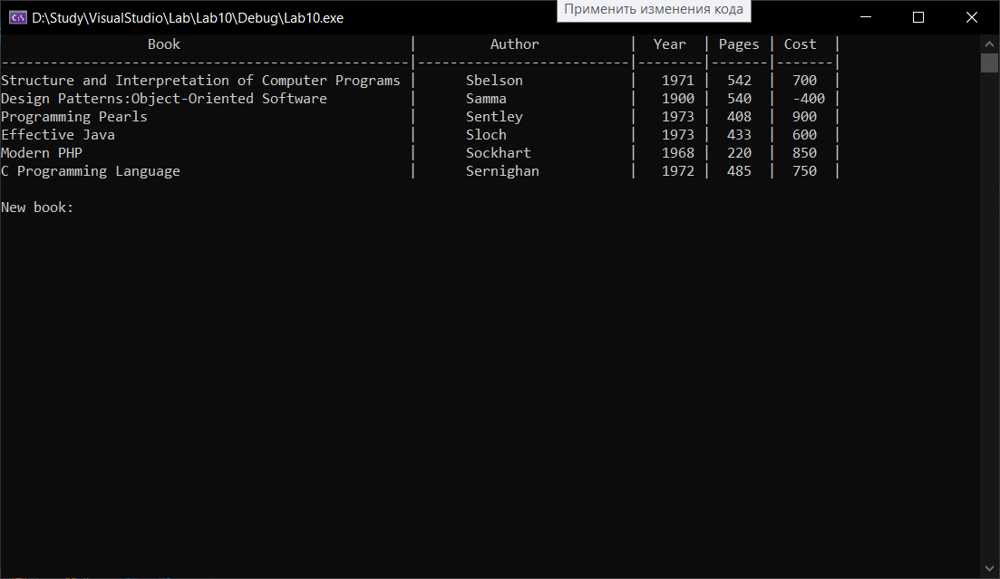 D:\Study\VisualStudio\Lab\Lab10\Debug\Lab10.exe
Применить изменения кода
Book | Author | Year | Pages | Cost |
--------------------------------------------------|--------------------------|--------|-------|-------|
Structure and Interpretation of Computer Programs | Sbelson | 1971 | 542 | 700 |
Design Patterns:Object-Oriented Software | Samma | 1900 | 540 | -400 |
Programming Pearls | Sentley | 1973 | 408 | 900 |
Effective Java | Sloch | 1973 | 433 | 600 |
Modern PHP | Sockhart | 1968 | 220 | 850 |
C Programming Language | Sernighan | 1972 | 485 | 750 |
New book: